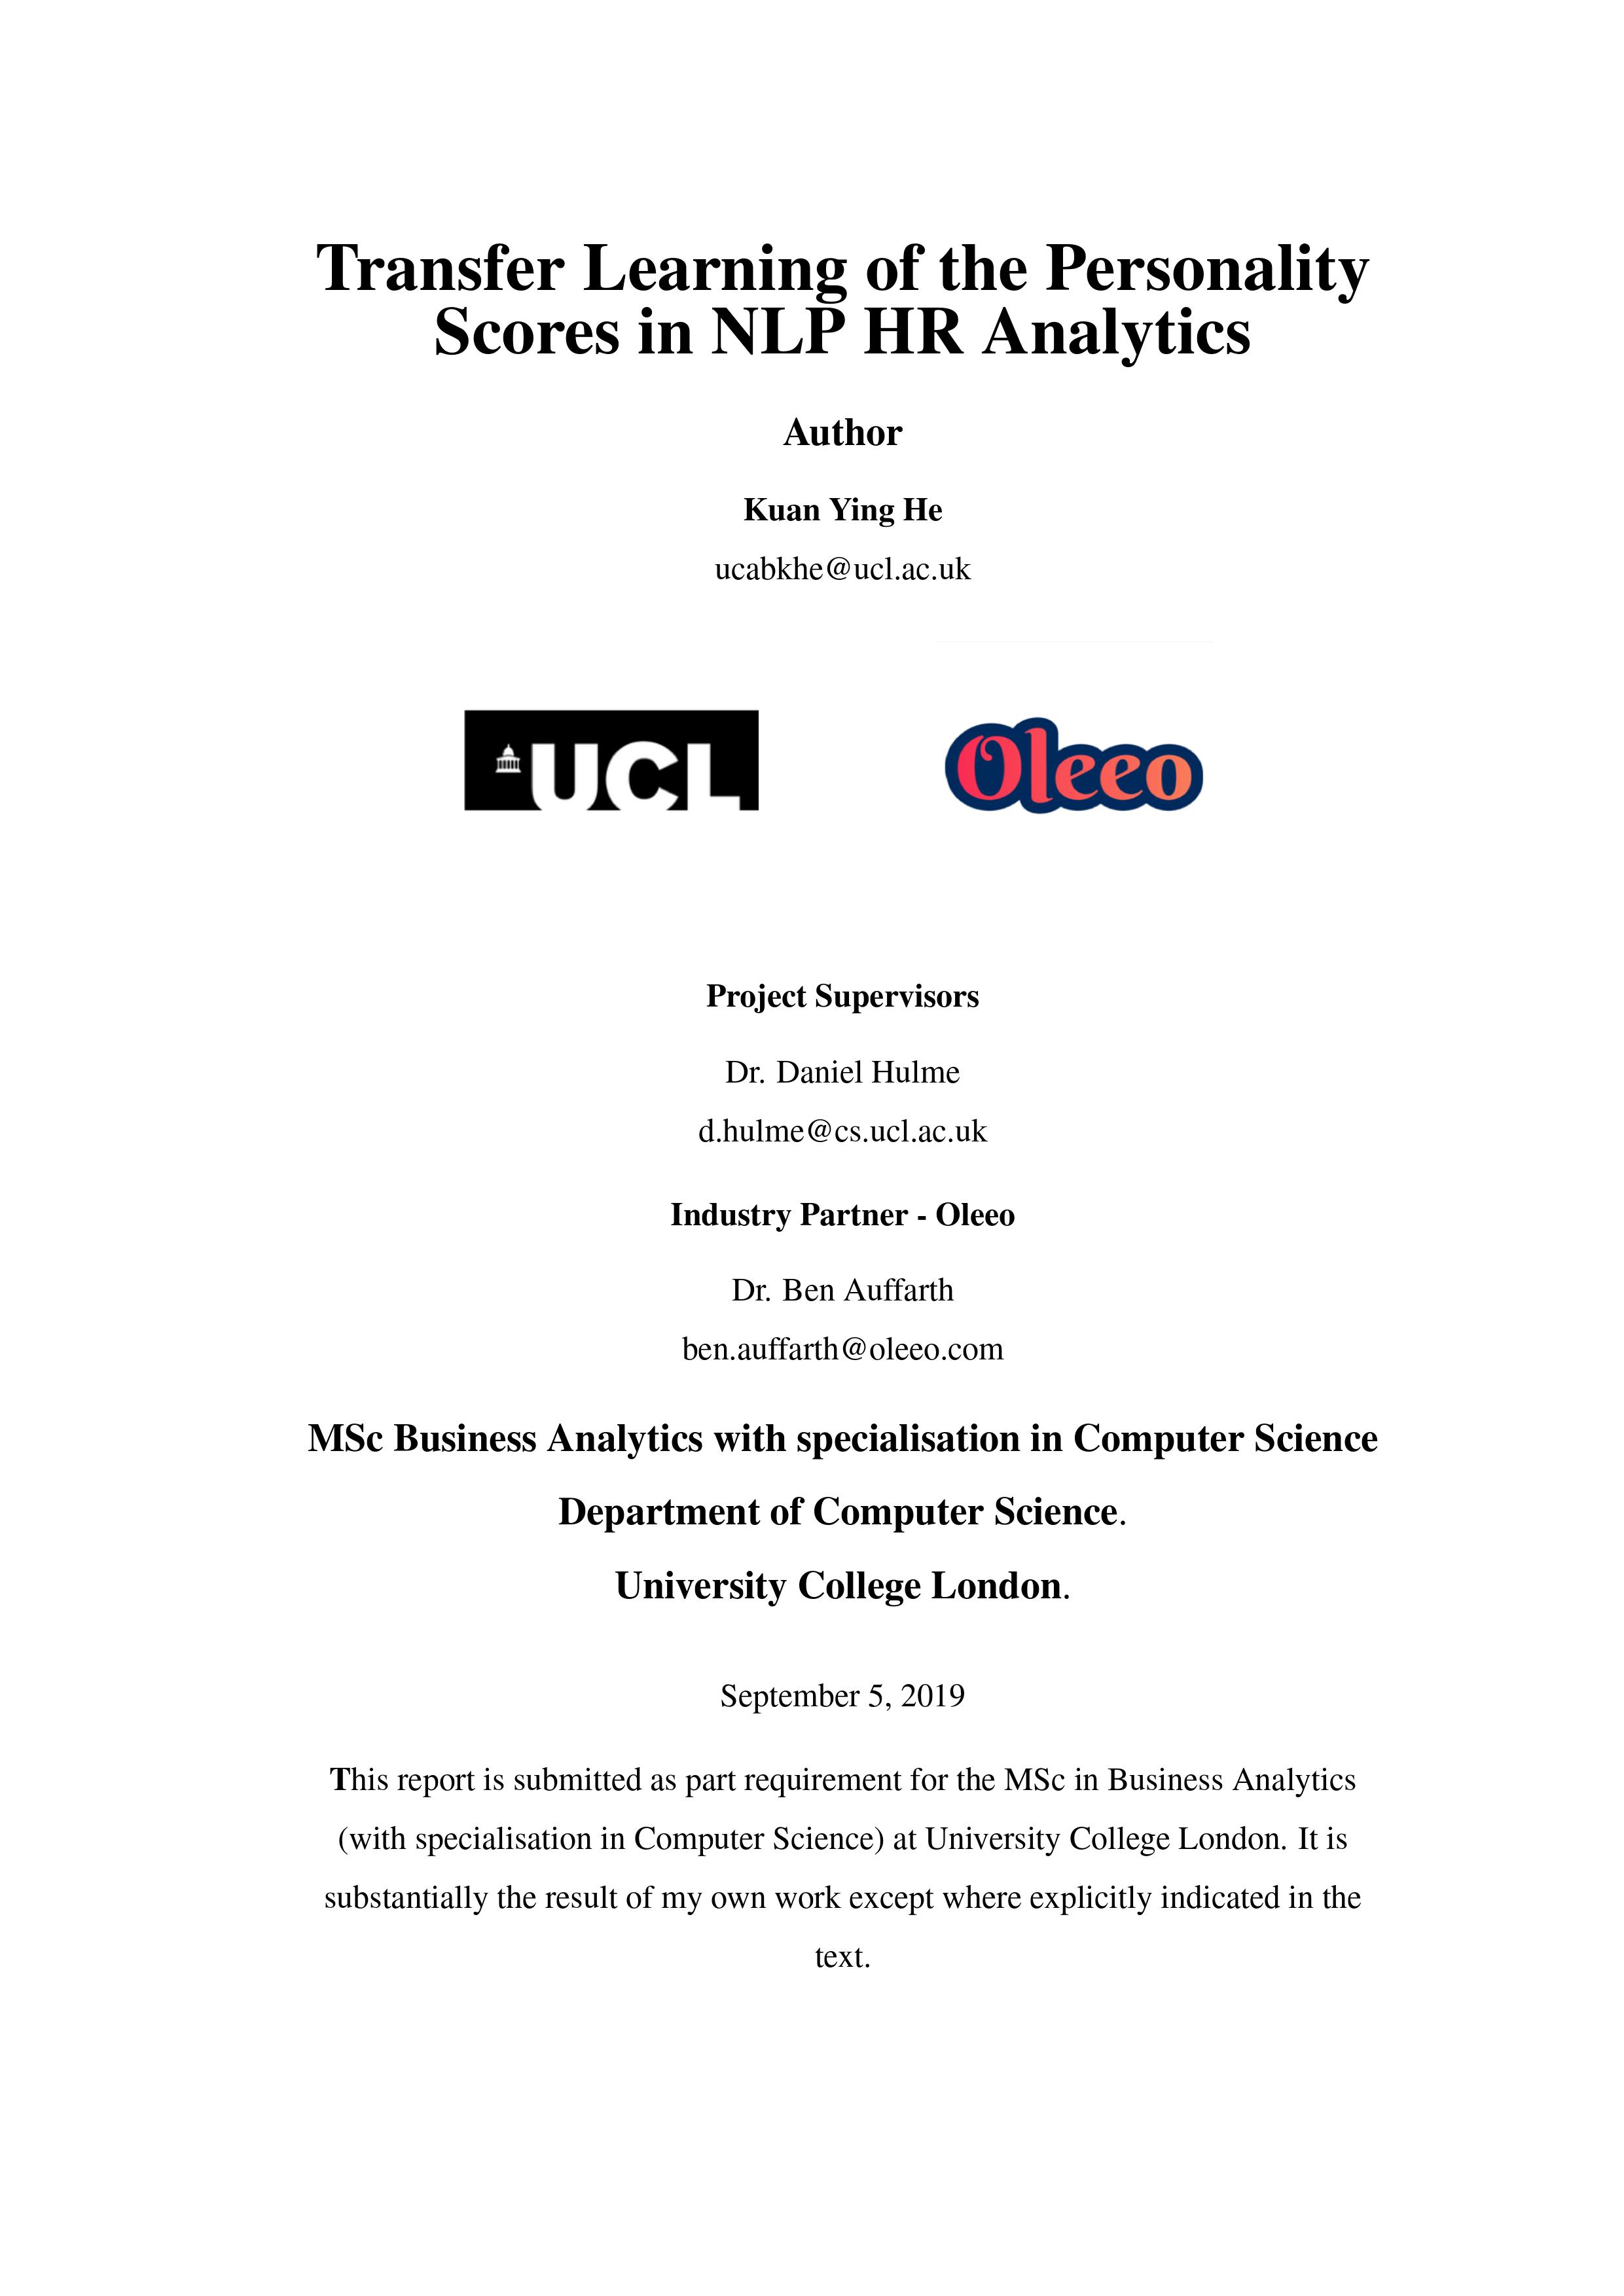 Transfer Learning of the Personality
Scores in NLP HR Analytics
Author
Kuan Ying He
ucabkhe@ucl.ac.uk
UCL
Oleeo
Project Supervisors
Dr. Daniel Hulme
d.hulme@cs.ucl.ac.uk
Industry Partner - Oleeo
Dr. Ben Auffarth
ben.auffarth@oleeo.com
MSc Business Analytics with specialisation in Computer Science
Department of Computer Science.
University College London.
September 5, 2019
This report is submitted as part requirement for the MSc in Business Analytics
(with specialisation in Computer Science) at University College London. It is
substantially the result of my own work except where explicitly indicated in the
text.